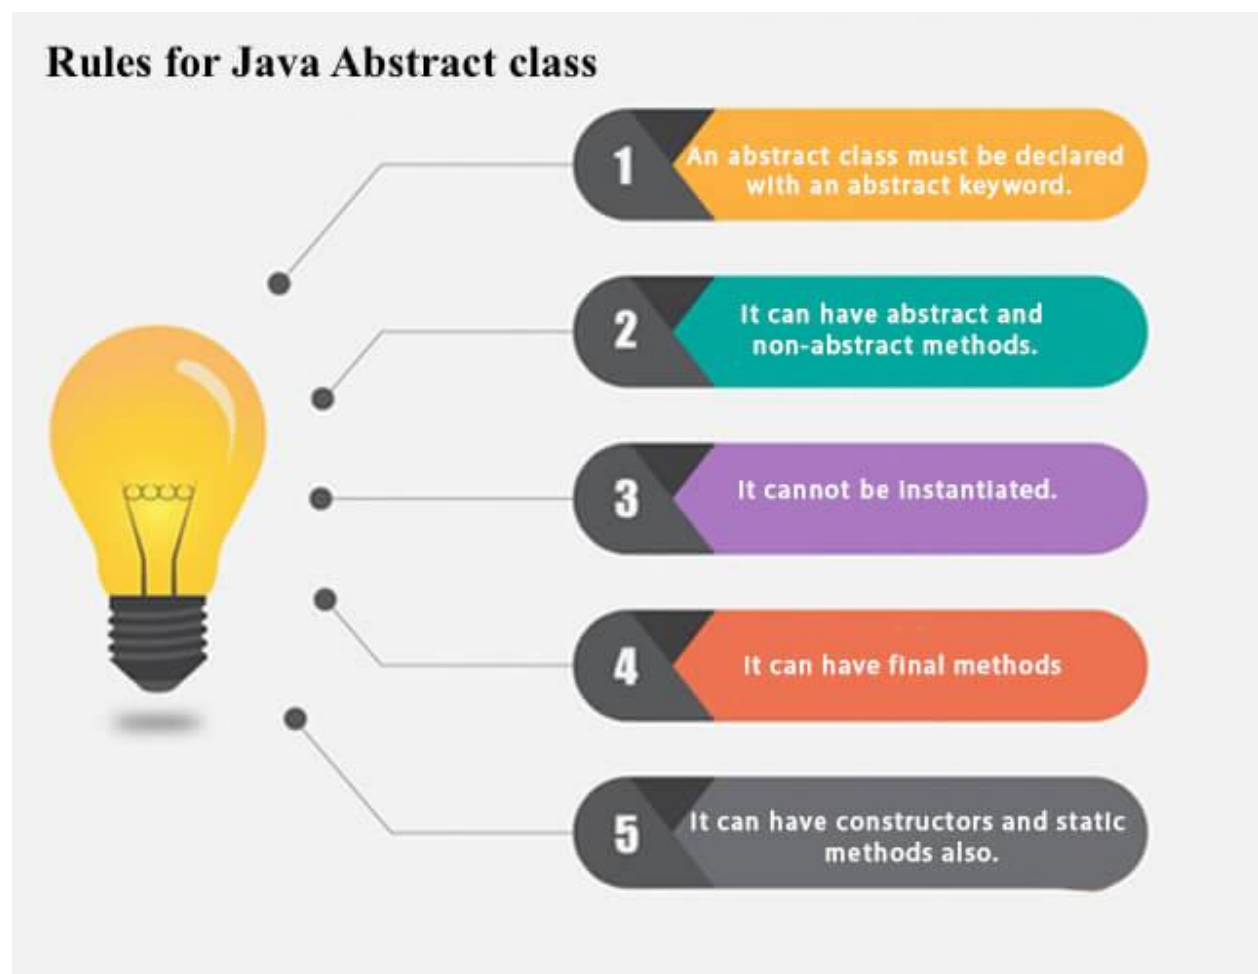 Rules for Java Abstract class
1
An abstract class must be declared
with an abstract keyword.
2
It can have abstract and
non-abstract methods.
3
It cannot be instantiated.
4
It can have final methods
5
It can have constructors and static
methods also.